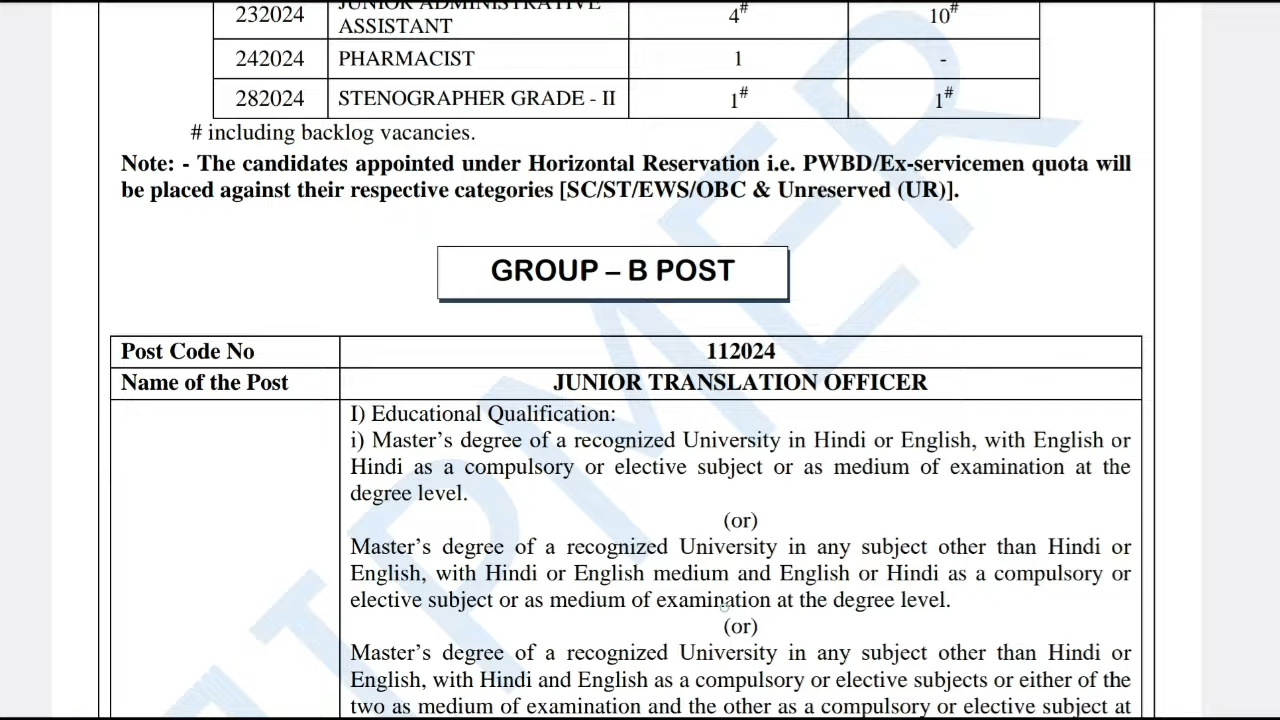 232024 JUNIOR ADMINISTRATIVE ASSISTANT 4# 10#
242024 PHARMACIST 1 -
282024 STENOGRAPHER GRADE - II 1# 1#
# including backlog vacancies.
Note: - The candidates appointed under Horizontal Reservation i.e. PWBD/Ex-servicemen quota will
be placed against their respective categories [SC/ST/EWS/OBC & Unreserved (UR)].
GROUP – B POST
Post Code No 112024
Name of the Post JUNIOR TRANSLATION OFFICER
I) Educational Qualification:
i) Master’s degree of a recognized University in Hindi or English, with English or
Hindi as a compulsory or elective subject or as medium of examination at the
degree level.
(or)
Master’s degree of a recognized University in any subject other than Hindi or
English, with Hindi or English medium and English or Hindi as a compulsory or
elective subject or as medium of examination at the degree level.
(or)
Master’s degree of a recognized University in any subject other than Hindi or
English, with Hindi and English as a compulsory or elective subjects or either of the
two as medium of examination and the other as a compulsory or elective subject at
IPMER